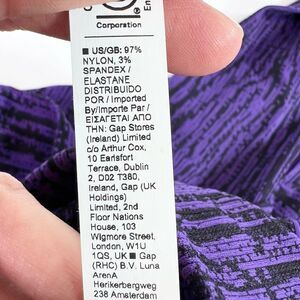 Corporation
■ US/GB: 97%
NYLON, 3%
SPANDEX /
ELASTANE
DISTRIBUIDO
POR / Imported
By/Importe Par /
ΕΙΣΑΓΕΤΑΙ ΑΠΟ
ΤΗΝ: Gap Stores
(Ireland) Limited
c/o Arthur Cox,
10 Earlsfort
Terrace, Dublin
2, D02 T380,
Ireland, Gap (UK
Holdings)
Limited, 2nd
Floor Nations
House, 103
Wigmore Street,
London, W1U
1QS, UK ■ Gap
(RHC) B.V. Luna
ArenA
Herikerbergweg
238 Amsterdam